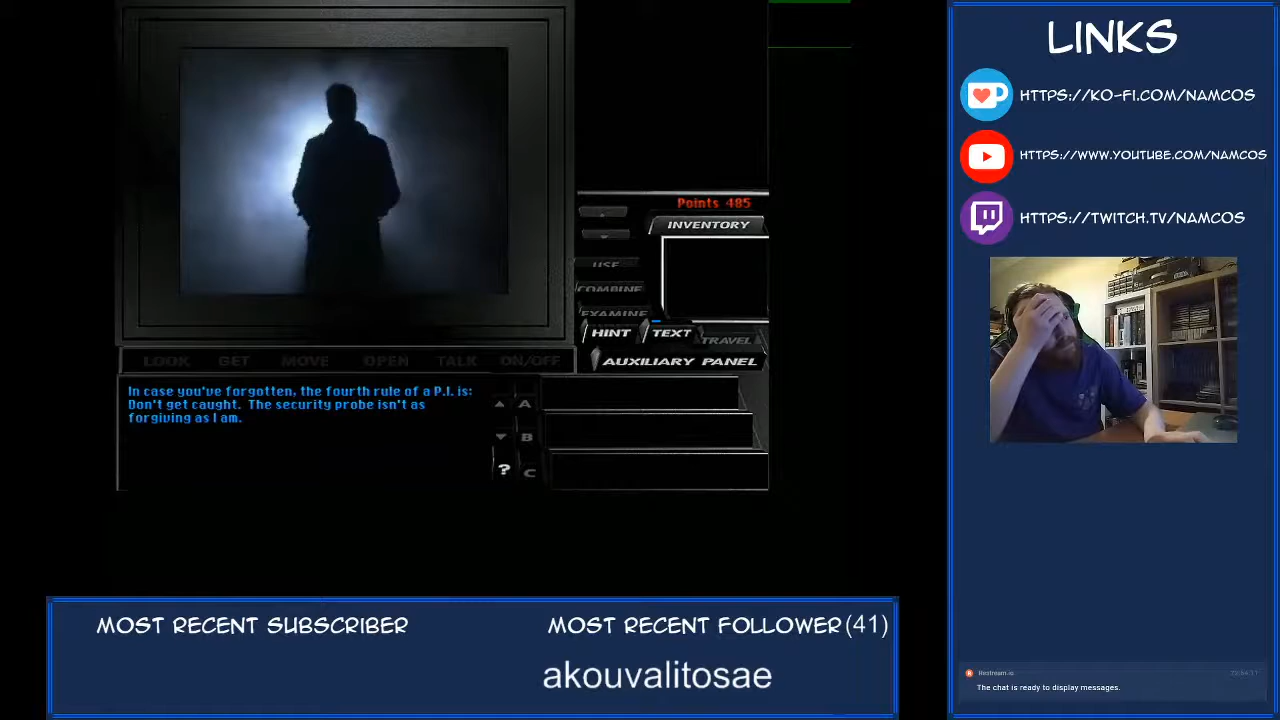 Points 485
INVENTORY
USE
COMBINE
EXAMINE
HINT
TEXT
TRAVEL
AUXILIARY PANEL
LOOK GET MOVE OPEN TALK ON/OFF
In case you've forgotten, the fourth rule of a P.I. is:
Don't get caught. The security probe isn't as
forgiving as I am.
A
B
?
C
LINKS
HTTPS://KO-FI.COM/NAMCOS
HTTPS://WWW.YOUTUBE.COM/NAMCOS
HTTPS://TWITCH.TV/NAMCOS
Restream.io
The chat is ready to display messages.
MOST RECENT SUBSCRIBER
MOST RECENT FOLLOWER (41)
akouvalitosae